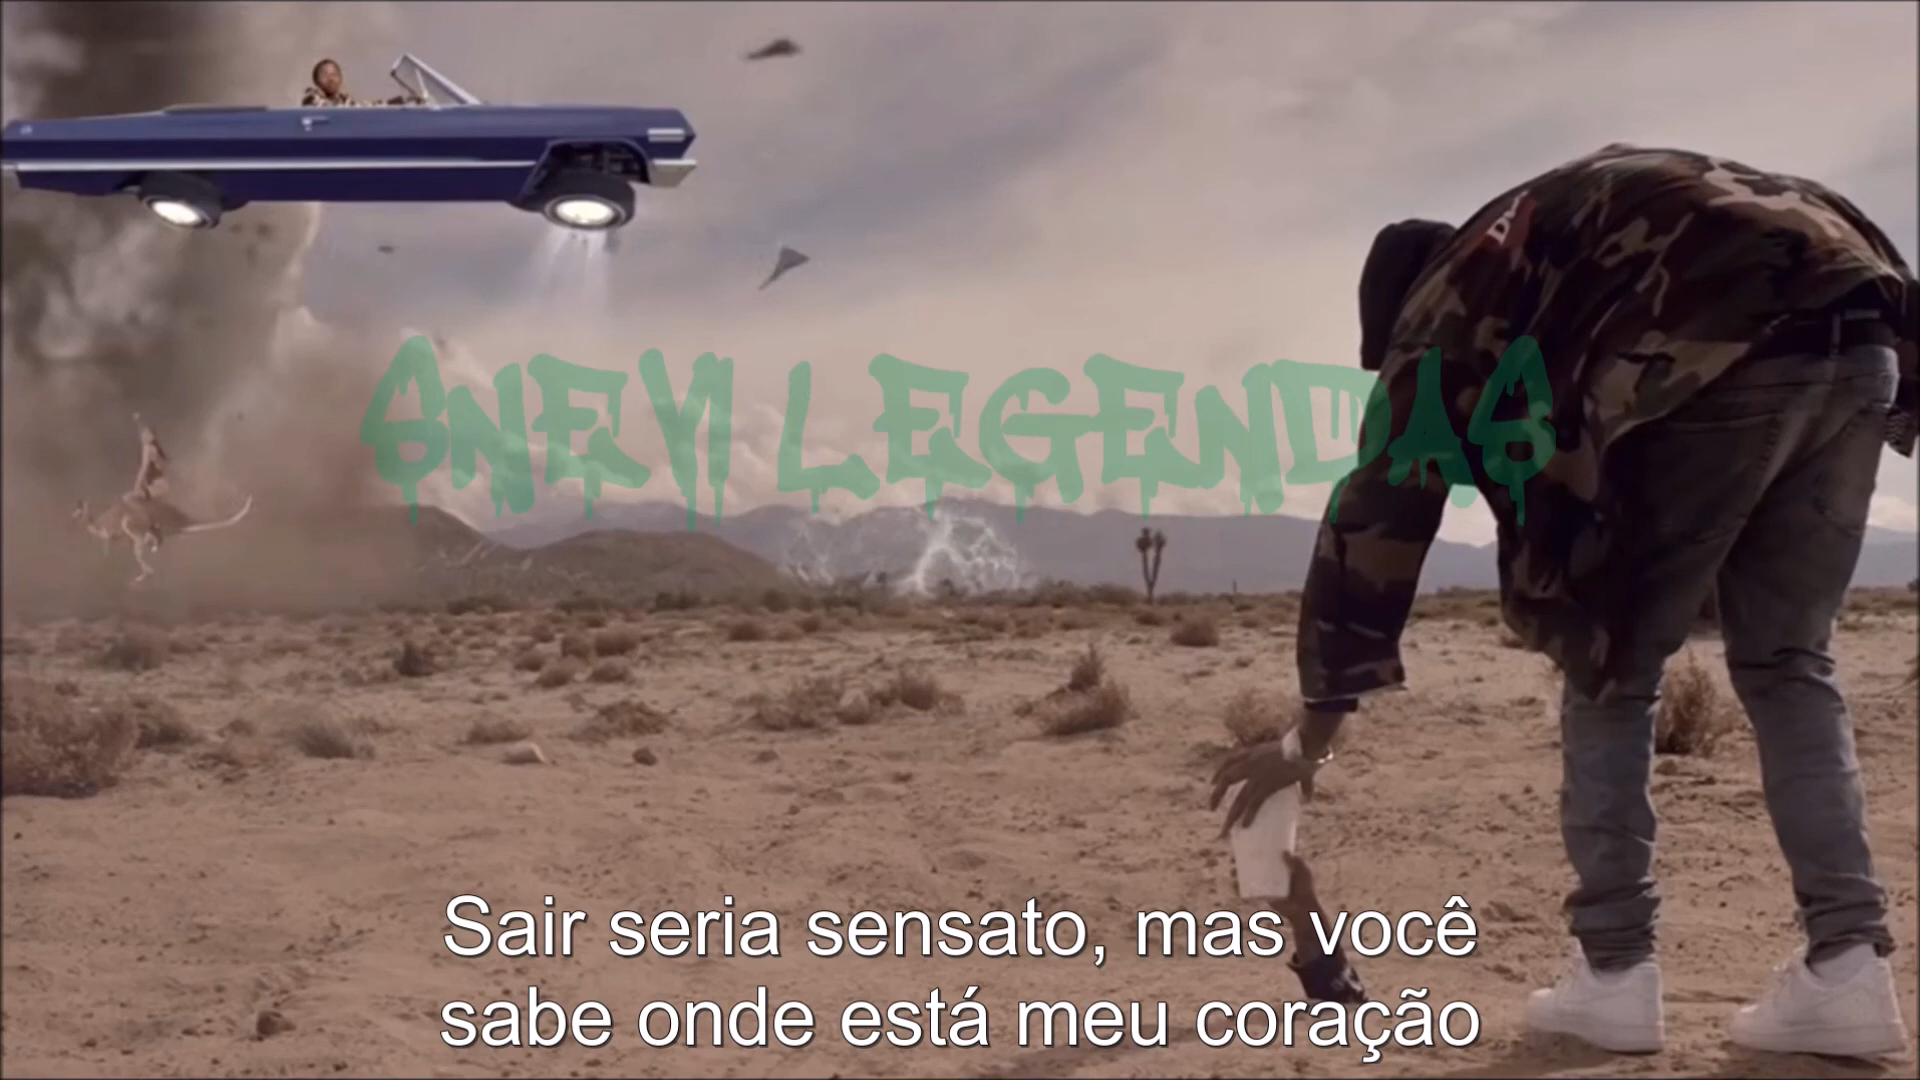 SNEYI LEGENDAS
Sair seria sensato, mas você
sabe onde está meu coração